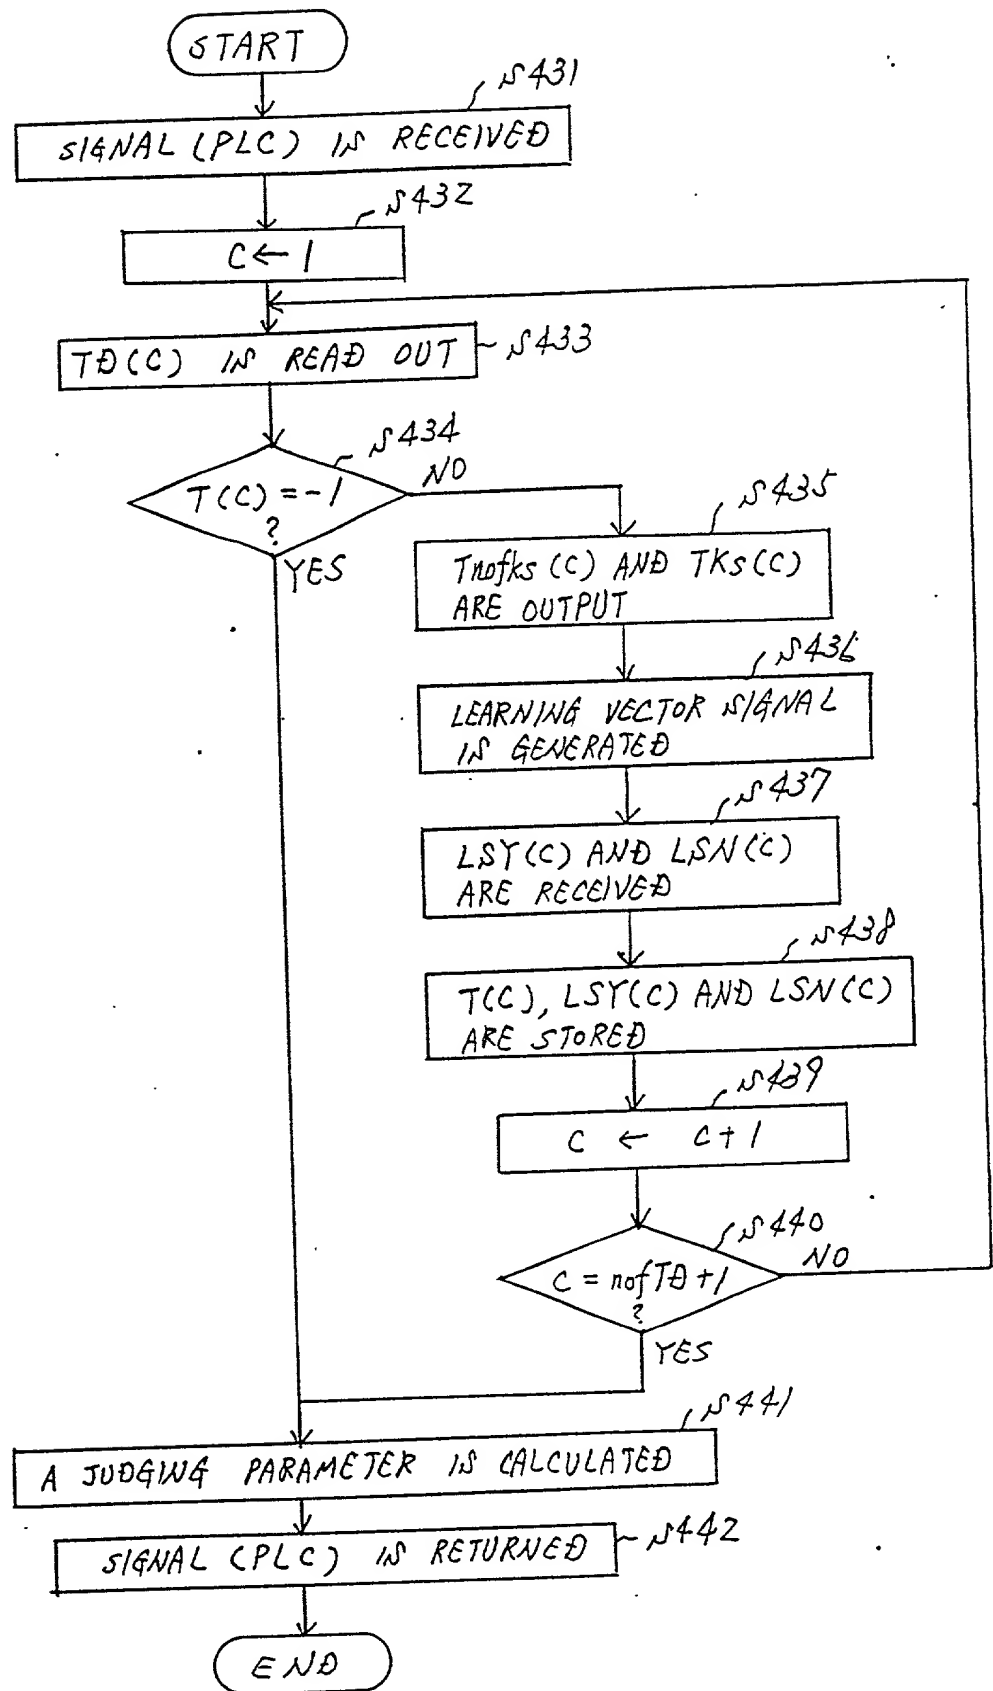 START
S431
SIGNAL (PLC) IS RECEIVED
S432
C ← 1
TD(C) IS READ OUT
S433
S434
T(C) = -1
?
NO
YES
S435
Tnofks (C) AND TKs(C)
ARE OUTPUT
S436
LEARNING VECTOR SIGNAL
IS GENERATED
S437
LSY(C) AND LSN(C)
ARE RECEIVED
S438
T(C), LSY(C) AND LSN(C)
ARE STORED
S439
C ← C+1
S440
C = nofTD+1
?
NO
YES
S441
A JUDGING PARAMETER IS CALCULATED
SIGNAL (PLC) IS RETURNED
S442
END